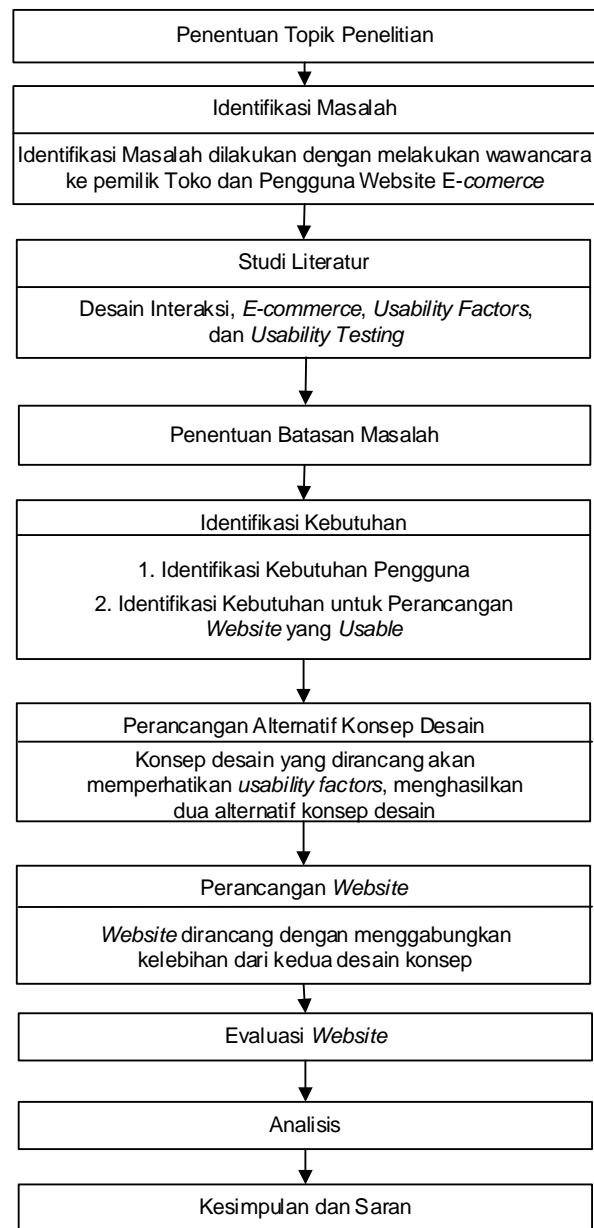 Penentuan Topik Penelitian
Identifikasi Masalah
Identifikasi Masalah dilakukan dengan melakukan wawancara
ke pemilik Toko dan Pengguna Website E-comerce
Studi Literatur
Desain Interaksi, E-commerce, Usability Factors,
dan Usability Testing
Penentuan Batasan Masalah
Identifikasi Kebutuhan
1. Identifikasi Kebutuhan Pengguna
2. Identifikasi Kebutuhan untuk Perancangan
Website yang Usable
Perancangan Alternatif Konsep Desain
Konsep desain yang dirancang akan
memperhatikan usability factors, menghasilkan
dua alternatif konsep desain
Perancangan Website
Website dirancang dengan menggabungkan
kelebihan dari kedua desain konsep
Evaluasi Website
Analisis
Kesimpulan dan Saran